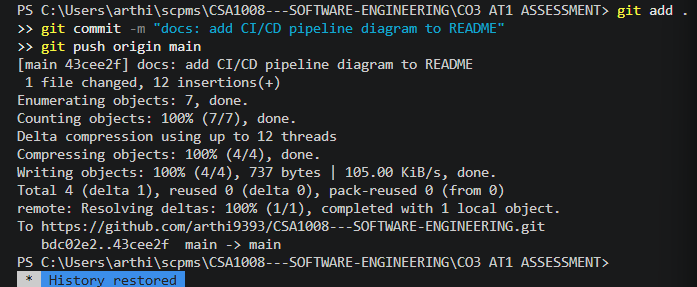 PS C:\Users\arthi\scpms\CSA1008---SOFTWARE-ENGINEERING\CO3 AT1 ASSESSMENT> git add .
>> git commit -m "docs: add CI/CD pipeline diagram to README"
>> git push origin main
[main 43cee2f] docs: add CI/CD pipeline diagram to README
 1 file changed, 12 insertions(+)
Enumerating objects: 7, done.
Counting objects: 100% (7/7), done.
Delta compression using up to 12 threads
Compressing objects: 100% (4/4), done.
Writing objects: 100% (4/4), 737 bytes | 105.00 KiB/s, done.
Total 4 (delta 1), reused 0 (delta 0), pack-reused 0 (from 0)
remote: Resolving deltas: 100% (1/1), completed with 1 local object.
To https://github.com/arthi9393/CSA1008---SOFTWARE-ENGINEERING.git
   bdc02e2..43cee2f  main -> main
PS C:\Users\arthi\scpms\CSA1008---SOFTWARE-ENGINEERING\CO3 AT1 ASSESSMENT>
 *  History restored